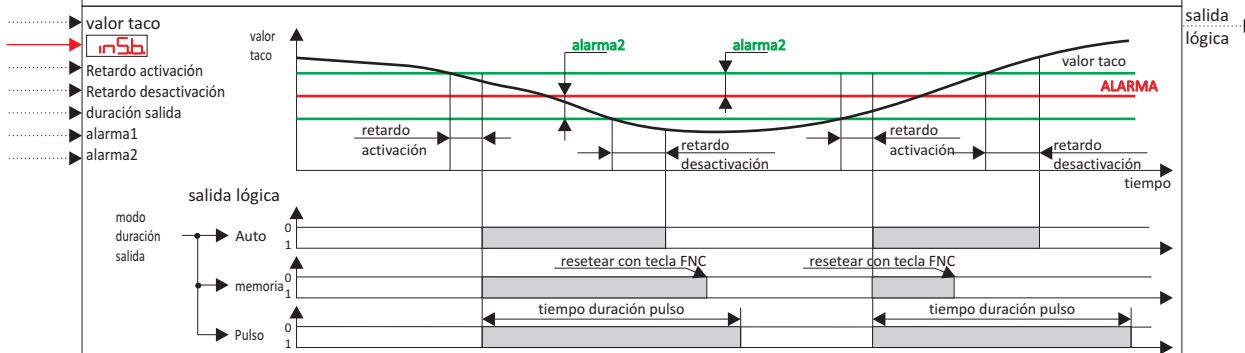 valor taco
inSb.
Retardo activación
Retardo desactivación
duración salida
alarma1
alarma2
salida
lógica
valor
taco
alarma2
alarma2
valor taco
ALARMA
retardo
activación
retardo
desactivación
retardo
activación
retardo
desactivación
tiempo
salida lógica
modo
duración
salida
Auto
0
1
memoria
0
1
resetear con tecla FNC
resetear con tecla FNC
Pulso
0
1
tiempo duración pulso
tiempo duración pulso